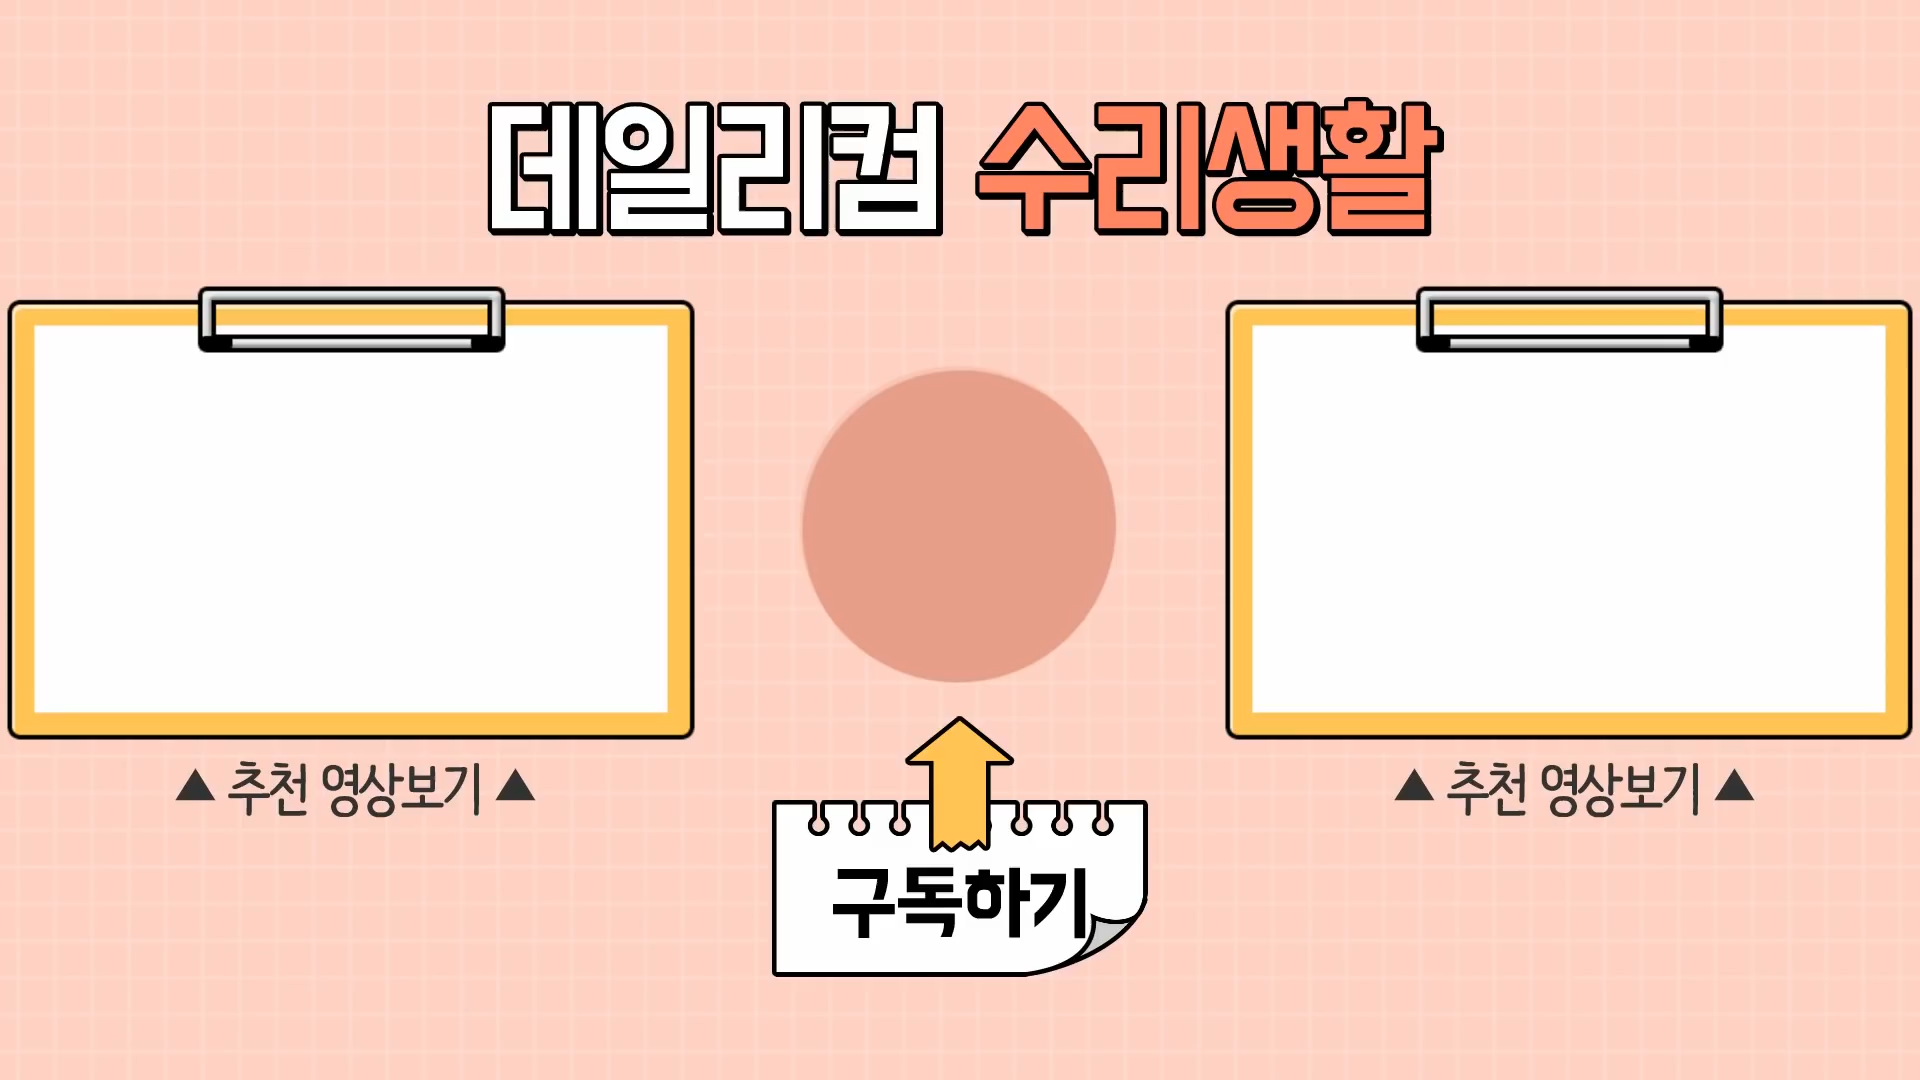 데일리컴 수리생활
▲ 추천 영상보기 ▲
▲ 추천 영상보기 ▲
구독하기